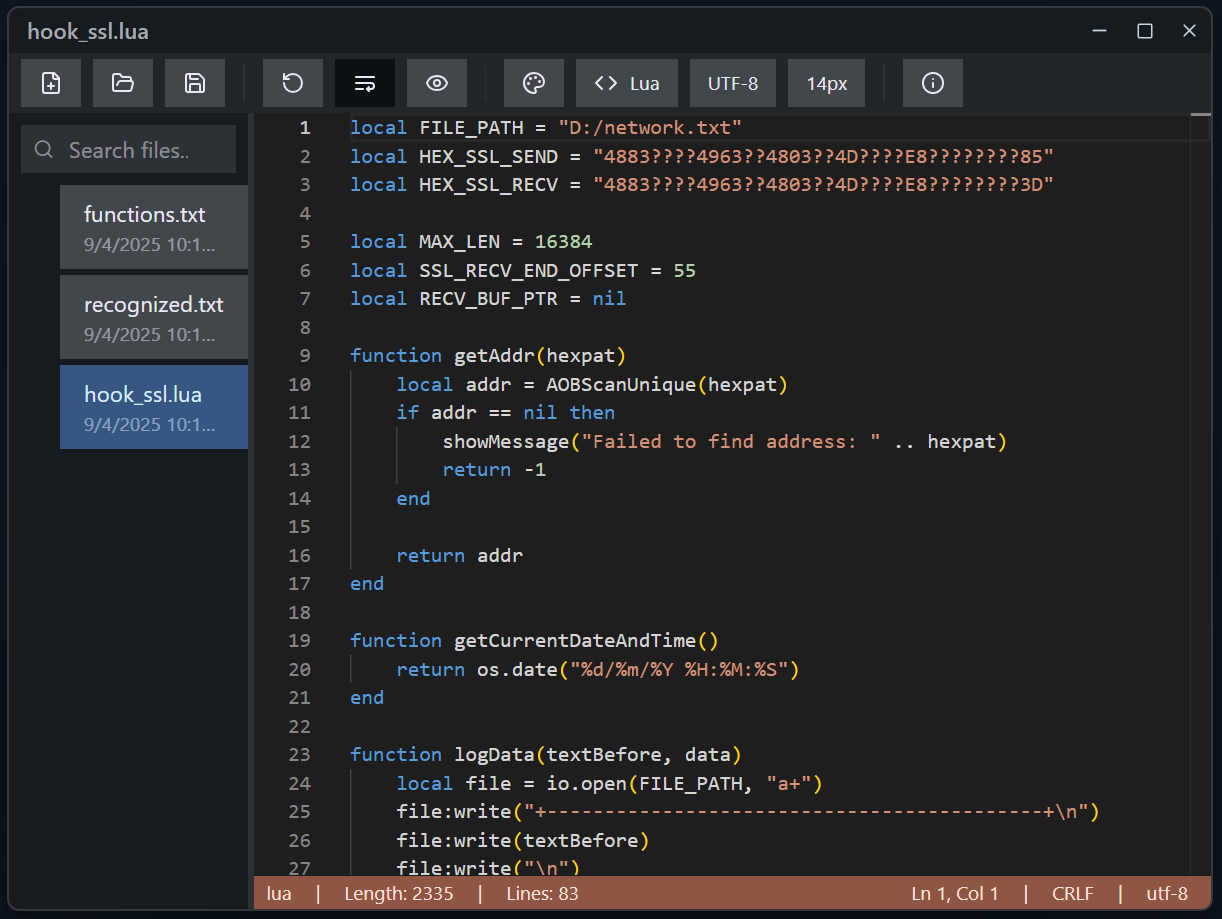 hook_ssl.lua
Lua
UTF-8
14px
Search files..
functions.txt
9/4/2025 10:1...
recognized.txt
9/4/2025 10:1...
hook_ssl.lua
9/4/2025 10:1...
1 local FILE_PATH = "D:/network.txt"
2 local HEX_SSL_SEND = "4883????4963??4803??4D????E8????????85"
3 local HEX_SSL_RECV = "4883????4963??4803??4D????E8????????3D"
4
5 local MAX_LEN = 16384
6 local SSL_RECV_END_OFFSET = 55
7 local RECV_BUF_PTR = nil
8
9 function getAddr(hexpat)
10     local addr = AOBScanUnique(hexpat)
11     if addr == nil then
12         showMessage("Failed to find address: " .. hexpat)
13         return -1
14     end
15
16     return addr
17 end
18
19 function getCurrentDateAndTime()
20     return os.date("%d/%m/%Y %H:%M:%S")
21 end
22
23 function logData(textBefore, data)
24     local file = io.open(FILE_PATH, "a+")
25     file:write("+-------------------------------------------+\n")
26     file:write(textBefore)
27     file:write("\n")
lua | Length: 2335 | Lines: 83
Ln 1, Col 1 | CRLF | utf-8